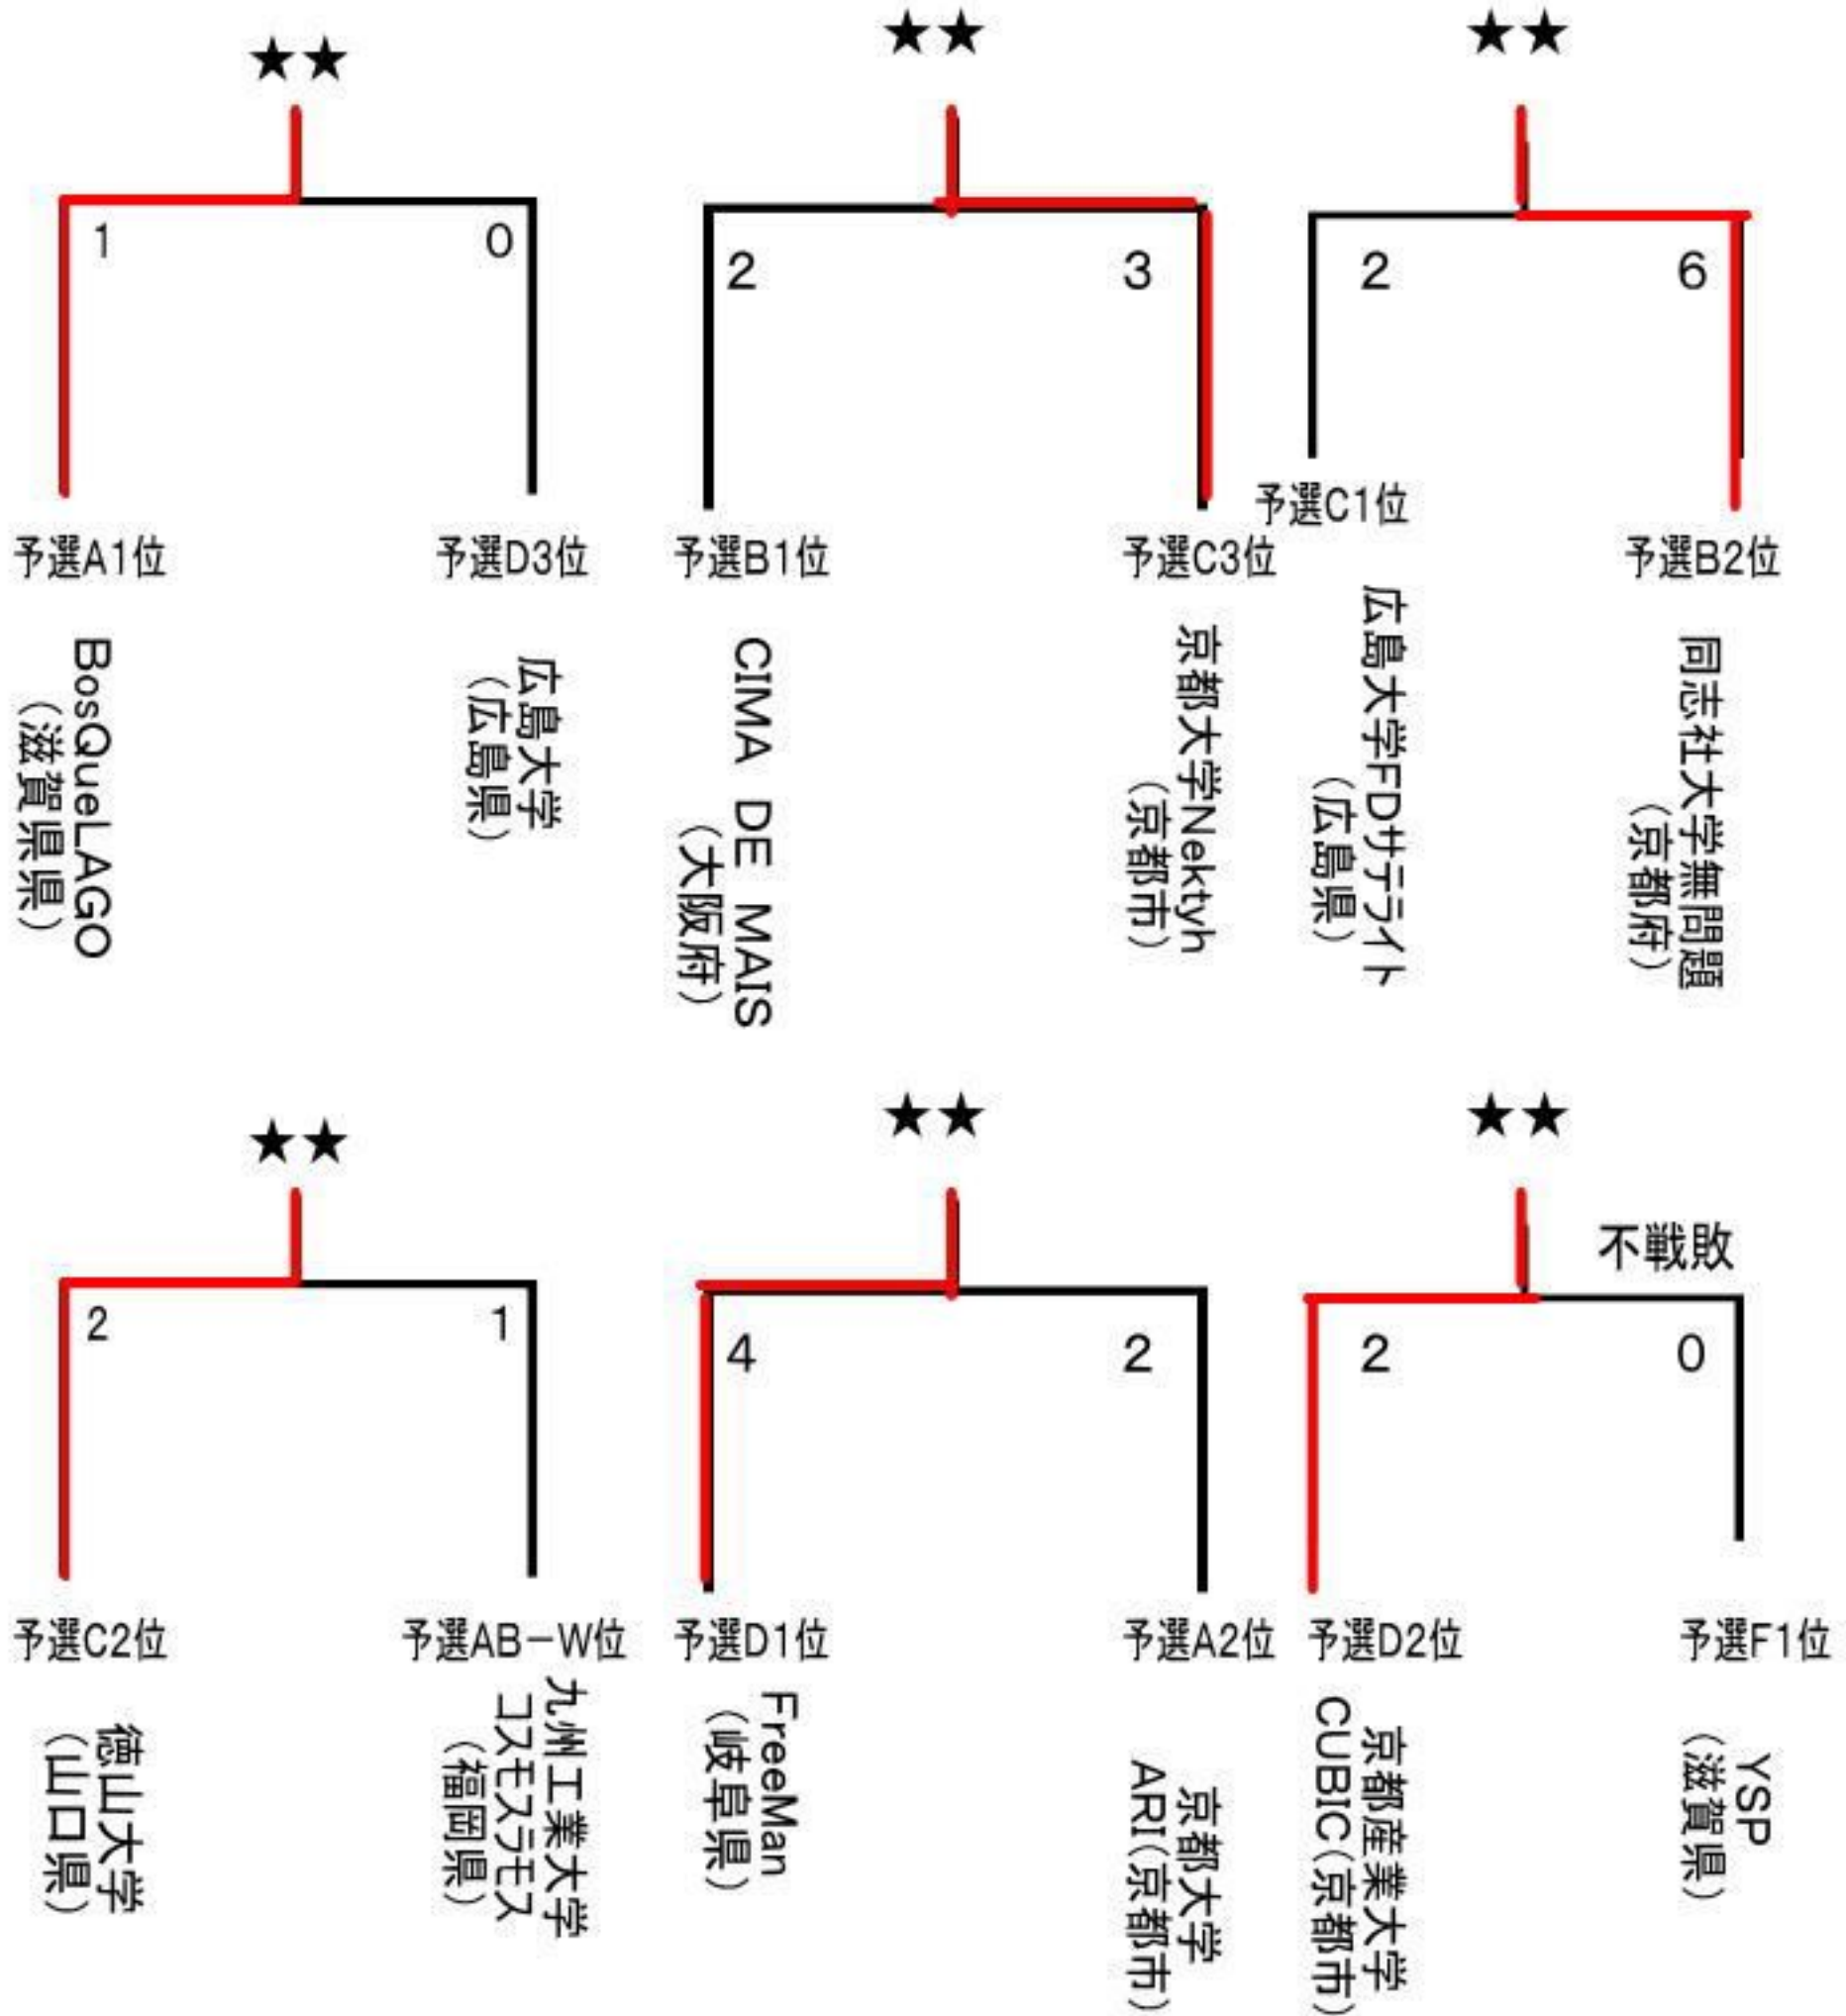 ★★
1
0
予選A1位
予選D3位
BosQueLAGO
（滋賀県県）
広島大学
（広島県）
★★
2
3
予選B1位
予選C3位
CIMA　DE　MAIS
（大阪府）
京都大学Nektyh
（京都市）
★★
2
6
予選C1位
予選B2位
広島大学FDサテライト
（広島県）
同志社大学無問題
（京都府）
★★
2
1
予選C2位
予選AB－W位
徳山大学
（山口県）
九州工業大学
コスモスラモス
（福岡県）
★★
4
2
予選D1位
予選A2位
FreeMan
（岐阜県）
京都大学
ARI（京都市）
★★
不戦敗
2
0
予選D2位
予選F1位
京都産業大学
CUBIC（京都市）
YSP
（滋賀県）